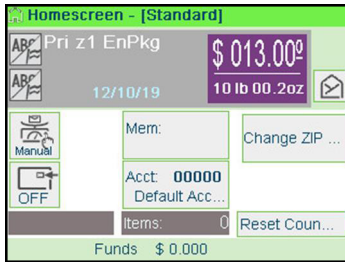 Homescreen - [Standard]
ABC
Pri z1 EnPkg
$ 013.00⁰
ABC
12/10/19
10 lb 00.2oz
Manual
Mem:
Change ZIP ...
OFF
Acct: 00000
Default Acc...
Items: 0
Reset Coun...
Funds $ 0.000